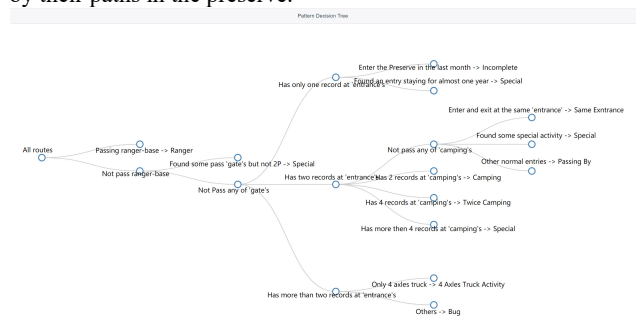 by their paths in the preserve.
Pattern Decision Tree
Enter the Preserve in the last month -> Incomplete
Found an entry staying for almost one year -> Special
Has only one record at 'entrance's
Enter and exit at the same 'entrance' -> Same Exntrance
Found some special activity -> Special
All routes
Passing ranger-base -> Ranger
Not pass any of 'camping's
Found some pass 'gate's but not 2P -> Special
Other normal entries -> Passing By
Not pass ranger-base
Has two records at 'entrance's
Has 2 records at 'camping's -> Camping
Not Pass any of 'gate's
Has 4 records at 'camping's -> Twice Camping
Has more then 4 records at 'camping's -> Special
Only 4 axles truck -> 4 Axles Truck Activity
Has more than two records at 'entrance's
Others -> Bug